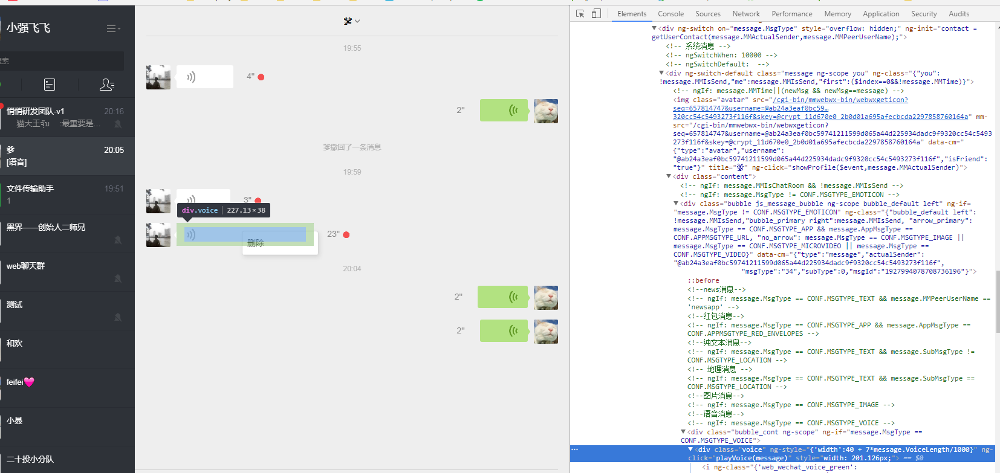 小强飞飞
搜索
悄悄研发团队-v1 20:16
:最重要是...
爹 20:05
[语音]
文件传输助手 19:51
1
黑界——创始人二师兄
web聊天群
测试
和欢
feifei
小晏
二十投小分队
爹
19:55
4"
2"
爹撤回了一条消息
19:59
3"
div.voice 227.13×38
23"
删除
20:04
2"
2"
Elements Console Sources Network Performance Memory Application Security Audits
<div ng-switch on="message.MsgType" style="overflow: hidden;" ng-init="contact =
getUserContact(message.MMActualSender,message.MMPeerUserName);">
<!-- 系统消息 -->
<!-- ngSwitchWhen: 10000 -->
<!-- ngSwitchDefault:  -->
<div ng-switch-default class="message ng-scope you" ng-class="{"you":
!message.MMIsSend,"me":message.MMIsSend,"first":($index==0&&!message.MMTime)}">
<!-- ngIf: message.MMTime||(newMsg && newMsg==message) -->
<img class="avatar" src="/cgi-bin/mmwebwx-bin/webwxgeticon?
seq=657814747&username=@ab24a3eaf0bc59…
320cc54c5493273f116f&skey=@crypt_11d670e0_2b0d01a695afecbcda2297858760164a" mm-
src="/cgi-bin/mmwebwx-bin/webwxgeticon?
seq=657814747&username=@ab24a3eaf0bc59741211599d065a44d225934dadc9f9320cc54c5493
273f116f&skey=@crypt_11d670e0_2b0d01a695afecbcda2297858760164a" data-cm="
{"type":"avatar","username":
"@ab24a3eaf0bc59741211599d065a44d225934dadc9f9320cc54c5493273f116f","isFriend":
"true"}" title="爹" ng-click="showProfile($event,message.MMActualSender)">
<div class="content">
<!-- ngIf: message.MMIsChatRoom && !message.MMIsSend -->
<!-- ngIf: message.MsgType != CONF.MSGTYPE_EMOTICON -->
<div class="bubble js_message_bubble ng-scope bubble_default left" ng-if=
"message.MsgType != CONF.MSGTYPE_EMOTICON" ng-class="{"bubble_default left":
!message.MMIsSend,"bubble_primary right":message.MMIsSend, "arrow_primary":
message.MsgType == CONF.MSGTYPE_APP && message.AppMsgType ==
CONF.APPMSGTYPE_URL, "no_arrow": message.MsgType == CONF.MSGTYPE_IMAGE ||
message.MsgType == CONF.MSGTYPE_MICROVIDEO || message.MsgType ==
CONF.MSGTYPE_VIDEO}" data-cm="{"type":"message","actualSender":
"@ab24a3eaf0bc59741211599d065a44d225934dadc9f9320cc54c5493273f116f",
"msgType":"34","subType":0,"msgId":"1927994078708736196"}">
::before
<!--news消息-->
<!-- ngIf: message.MsgType == CONF.MSGTYPE_TEXT && message.MMPeerUserName ==
'newsapp' -->
<!--红包消息-->
<!-- ngIf: message.MsgType == CONF.MSGTYPE_APP && message.AppMsgType ==
CONF.APPMSGTYPE_RED_ENVELOPES -->
<!--纯文本消息-->
<!-- ngIf: message.MsgType == CONF.MSGTYPE_TEXT && message.SubMsgType !=
CONF.MSGTYPE_LOCATION -->
<!-- 地理消息 -->
<!-- ngIf: message.MsgType == CONF.MSGTYPE_TEXT && message.SubMsgType ==
CONF.MSGTYPE_LOCATION -->
<!--图片消息-->
<!-- ngIf: message.MsgType == CONF.MSGTYPE_IMAGE -->
<!--语音消息-->
<!-- ngIf: message.MsgType == CONF.MSGTYPE_VOICE -->
<div class="bubble_cont ng-scope" ng-if="message.MsgType ==
CONF.MSGTYPE_VOICE">
<div class="voice" ng-style="{'width':40 + 7*message.VoiceLength/1000}" ng-
click="playVoice(message)" style="width: 201.126px;"> == $0
<i ng-class="{'web_wechat_voice_green':